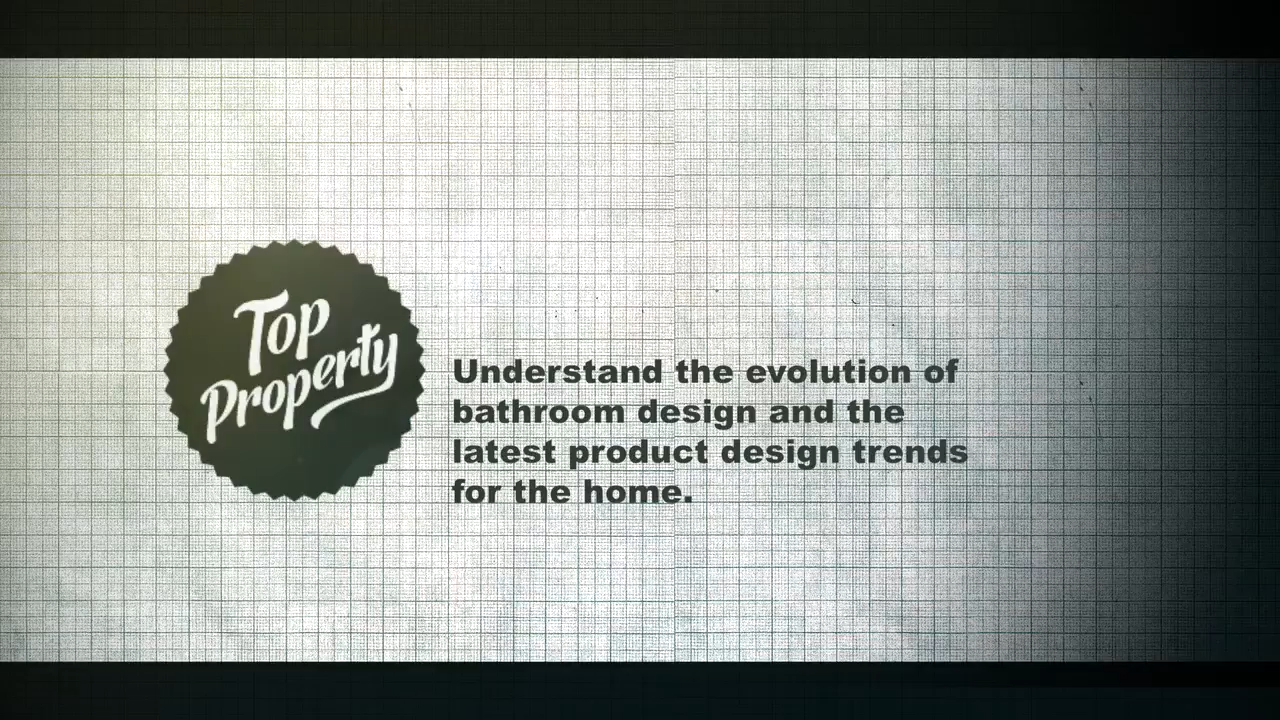 Top
Property
Understand the evolution of
bathroom design and the
latest product design trends
for the home.